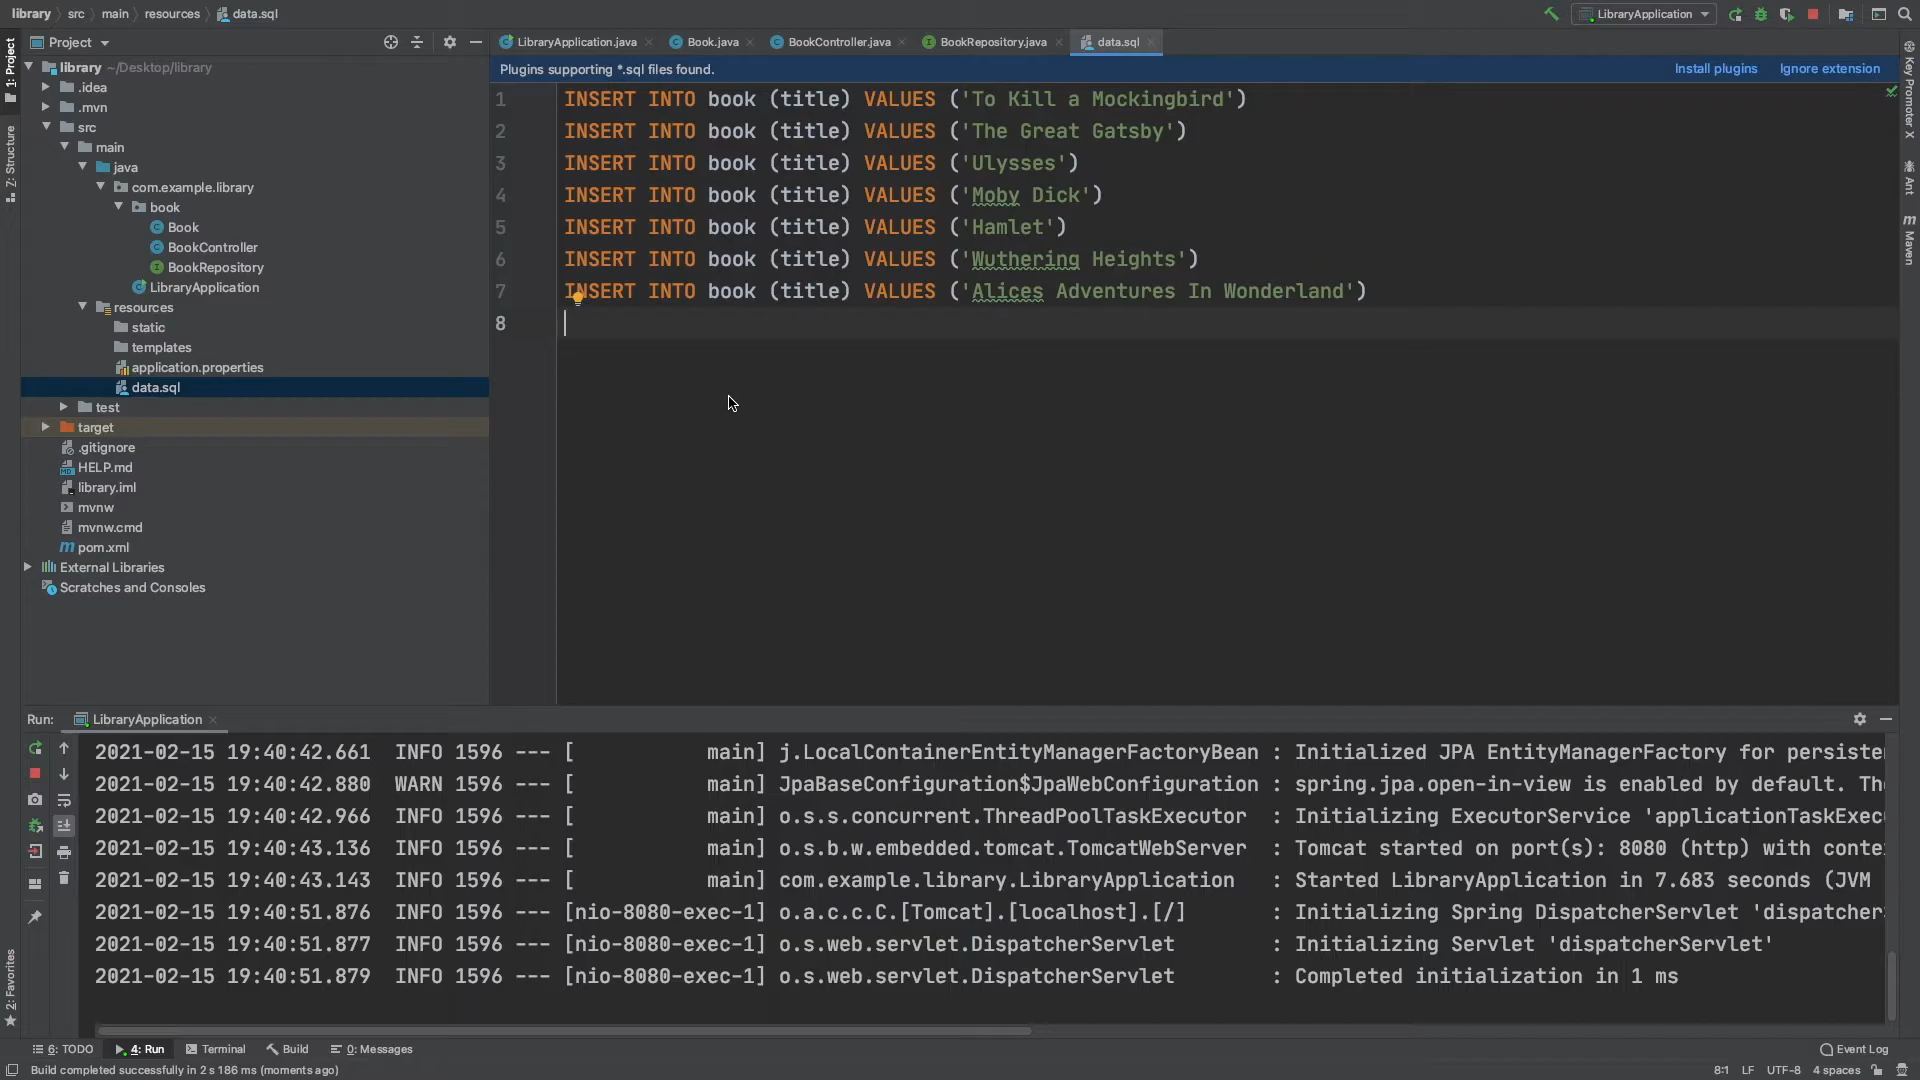 library src main resources data.sql
LibraryApplication
Project
LibraryApplication.java Book.java BookController.java BookRepository.java data.sql
Plugins supporting *.sql files found. Install plugins Ignore extension
1: Project
Z: Structure
2: Favorites
library ~/Desktop/library
.idea
.mvn
src
main
java
com.example.library
book
Book
BookController
BookRepository
LibraryApplication
resources
static
templates
application.properties
data.sql
test
target
.gitignore
HELP.md
library.iml
mvnw
mvnw.cmd
pom.xml
External Libraries
Scratches and Consoles
1 INSERT INTO book (title) VALUES ('To Kill a Mockingbird')
2 INSERT INTO book (title) VALUES ('The Great Gatsby')
3 INSERT INTO book (title) VALUES ('Ulysses')
4 INSERT INTO book (title) VALUES ('Moby Dick')
5 INSERT INTO book (title) VALUES ('Hamlet')
6 INSERT INTO book (title) VALUES ('Wuthering Heights')
7 INSERT INTO book (title) VALUES ('Alices Adventures In Wonderland')
8
Key Promoter X
Ant
Maven
Run: LibraryApplication
2021-02-15 19:40:42.661 INFO 1596 --- [ main] j.LocalContainerEntityManagerFactoryBean : Initialized JPA EntityManagerFactory for persiste
2021-02-15 19:40:42.880 WARN 1596 --- [ main] JpaBaseConfiguration$JpaWebConfiguration : spring.jpa.open-in-view is enabled by default. The
2021-02-15 19:40:42.966 INFO 1596 --- [ main] o.s.s.concurrent.ThreadPoolTaskExecutor : Initializing ExecutorService 'applicationTaskExec
2021-02-15 19:40:43.136 INFO 1596 --- [ main] o.s.b.w.embedded.tomcat.TomcatWebServer : Tomcat started on port(s): 8080 (http) with conte
2021-02-15 19:40:43.143 INFO 1596 --- [ main] com.example.library.LibraryApplication : Started LibraryApplication in 7.683 seconds (JVM
2021-02-15 19:40:51.876 INFO 1596 --- [nio-8080-exec-1] o.a.c.c.C.[Tomcat].[localhost].[/] : Initializing Spring DispatcherServlet 'dispatcher
2021-02-15 19:40:51.877 INFO 1596 --- [nio-8080-exec-1] o.s.web.servlet.DispatcherServlet : Initializing Servlet 'dispatcherServlet'
2021-02-15 19:40:51.879 INFO 1596 --- [nio-8080-exec-1] o.s.web.servlet.DispatcherServlet : Completed initialization in 1 ms
6: TODO 4: Run Terminal Build 0: Messages Event Log
Build completed successfully in 2 s 186 ms (moments ago) 8:1 LF UTF-8 4 spaces